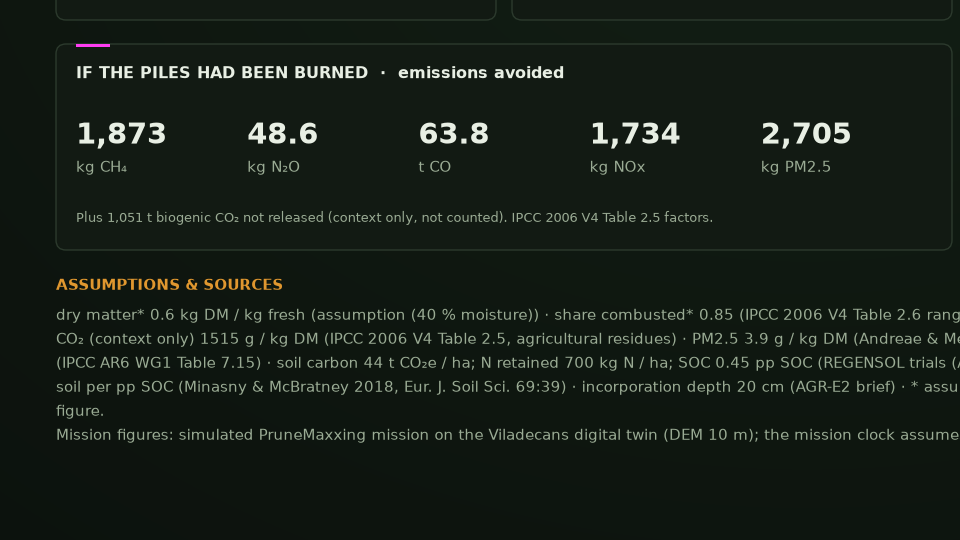 IF THE PILES HAD BEEN BURNED · emissions avoided
1,873 48.6 63.8 1,734 2,705
kg CH₄ kg N₂O t CO kg NOx kg PM2.5
Plus 1,051 t biogenic CO₂ not released (context only, not counted). IPCC 2006 V4 Table 2.5 factors.
ASSUMPTIONS & SOURCES
dry matter* 0.6 kg DM / kg fresh (assumption (40 % moisture)) · share combusted* 0.85 (IPCC 2006 V4 Table 2.6 rang
CO₂ (context only) 1515 g / kg DM (IPCC 2006 V4 Table 2.5, agricultural residues) · PM2.5 3.9 g / kg DM (Andreae & Me
(IPCC AR6 WG1 Table 7.15) · soil carbon 44 t CO₂e / ha; N retained 700 kg N / ha; SOC 0.45 pp SOC (REGENSOL trials (
soil per pp SOC (Minasny & McBratney 2018, Eur. J. Soil Sci. 69:39) · incorporation depth 20 cm (AGR-E2 brief) · * assu
figure.
Mission figures: simulated PruneMaxxing mission on the Viladecans digital twin (DEM 10 m); the mission clock assume